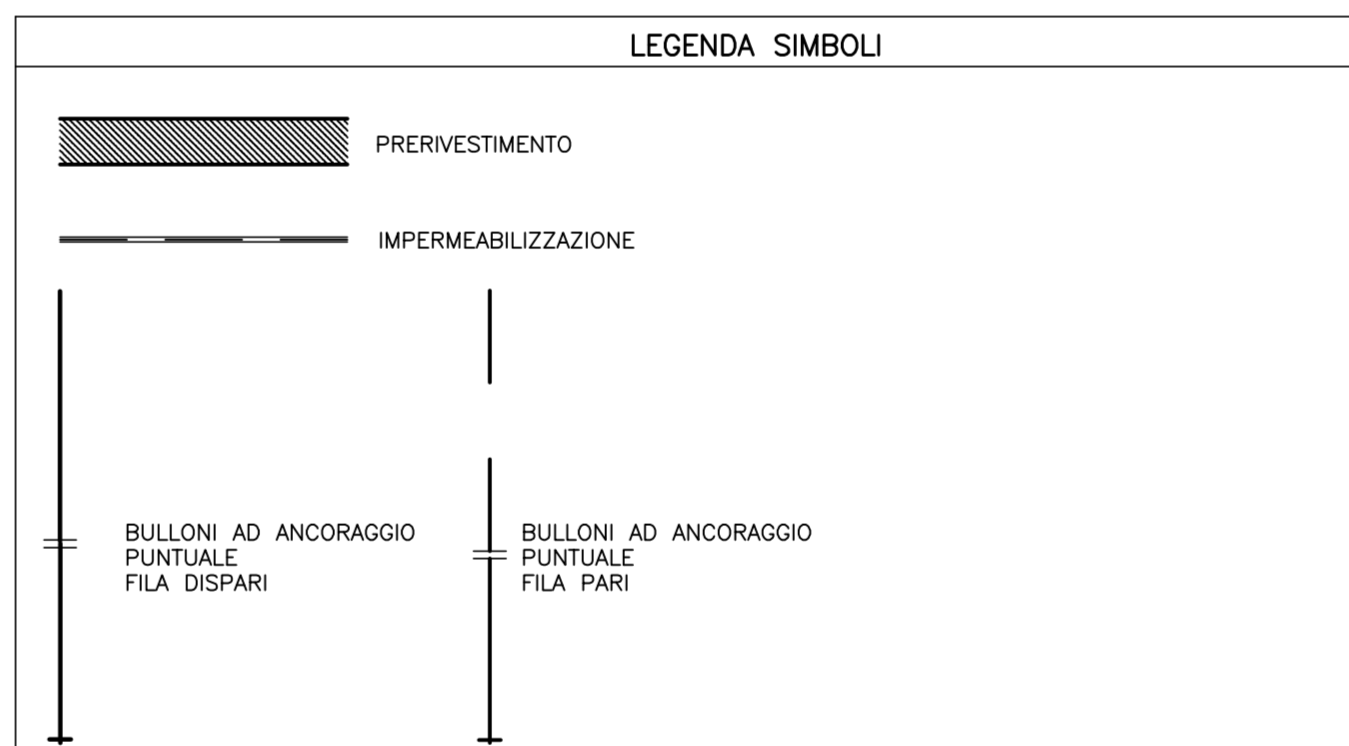 LEGENDA SIMBOLI
PRERIVESTIMENTO
IMPERMEABILIZZAZIONE
BULLONI AD ANCORAGGIO
PUNTUALE
FILA DISPARI
BULLONI AD ANCORAGGIO
PUNTUALE
FILA PARI